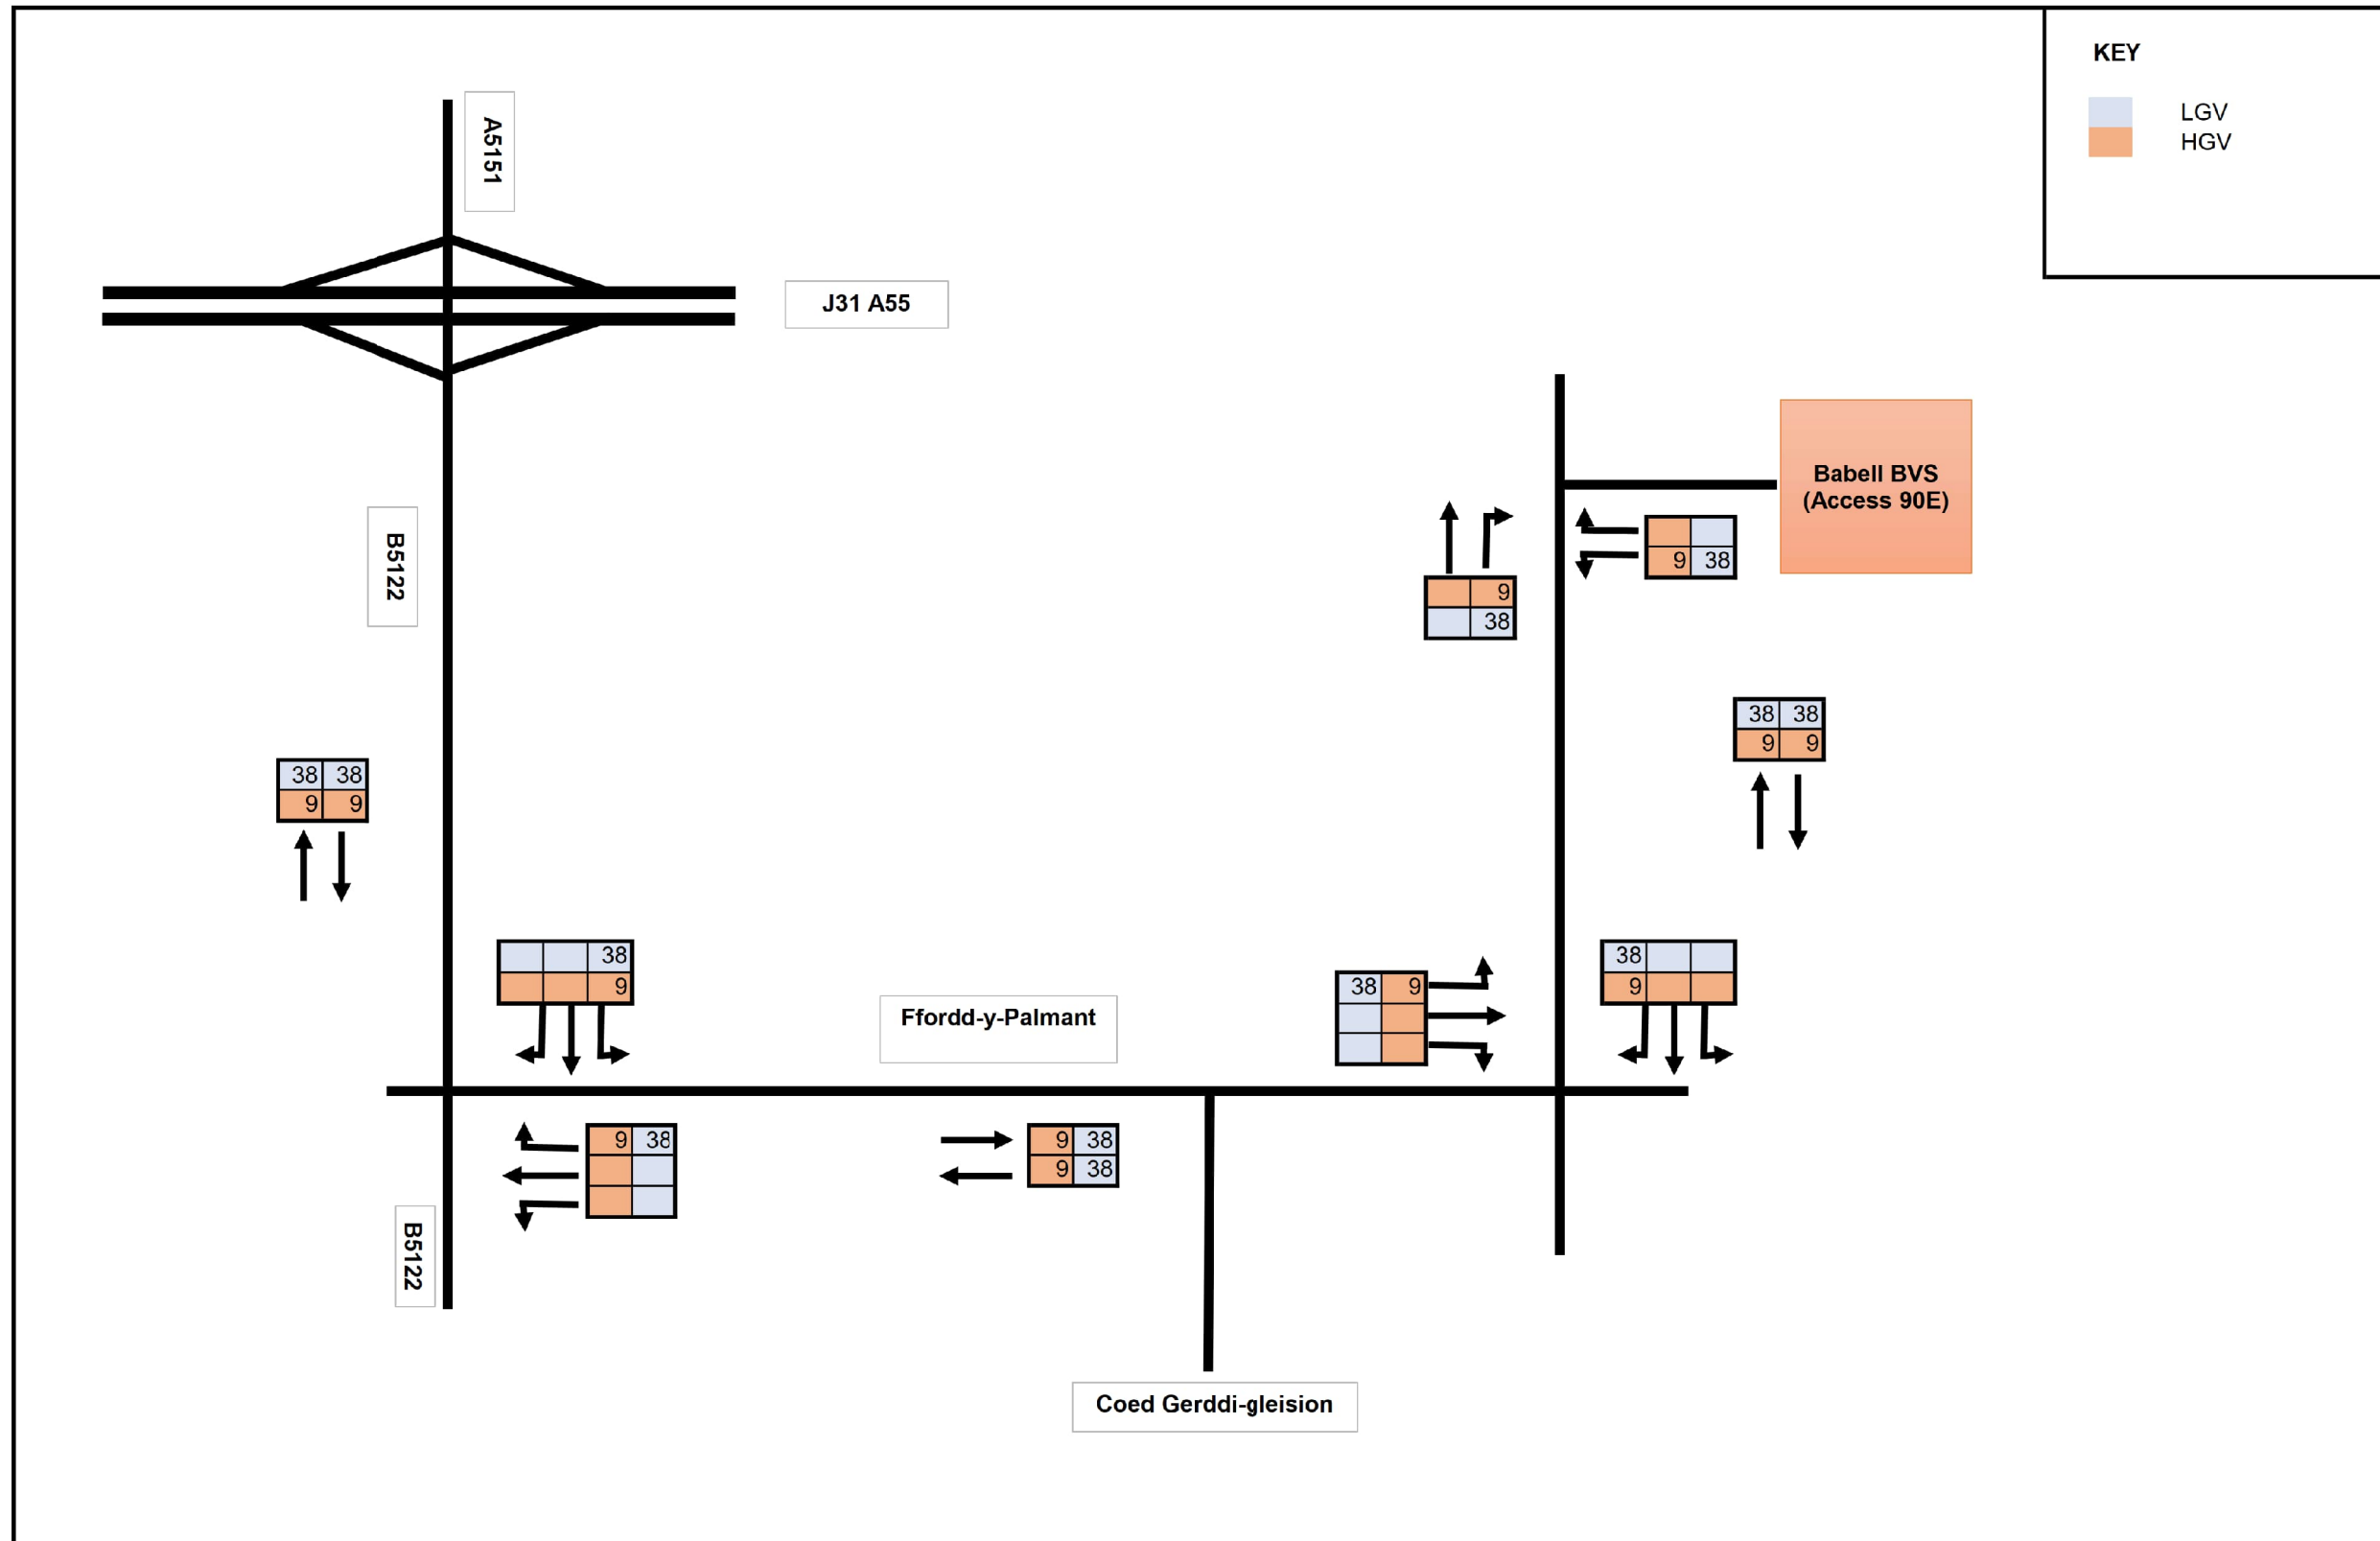 KEY
LGV
HGV
A5151
J31 A55
B5122
Babell BVS
(Access 90E)
9 38
9
38
38 38
9 9
38 38
9 9
38
9
Ffordd-y-Palmant
38 9
38
9
9 38
9 38
9 38
B5122
Coed Gerddi-gleision